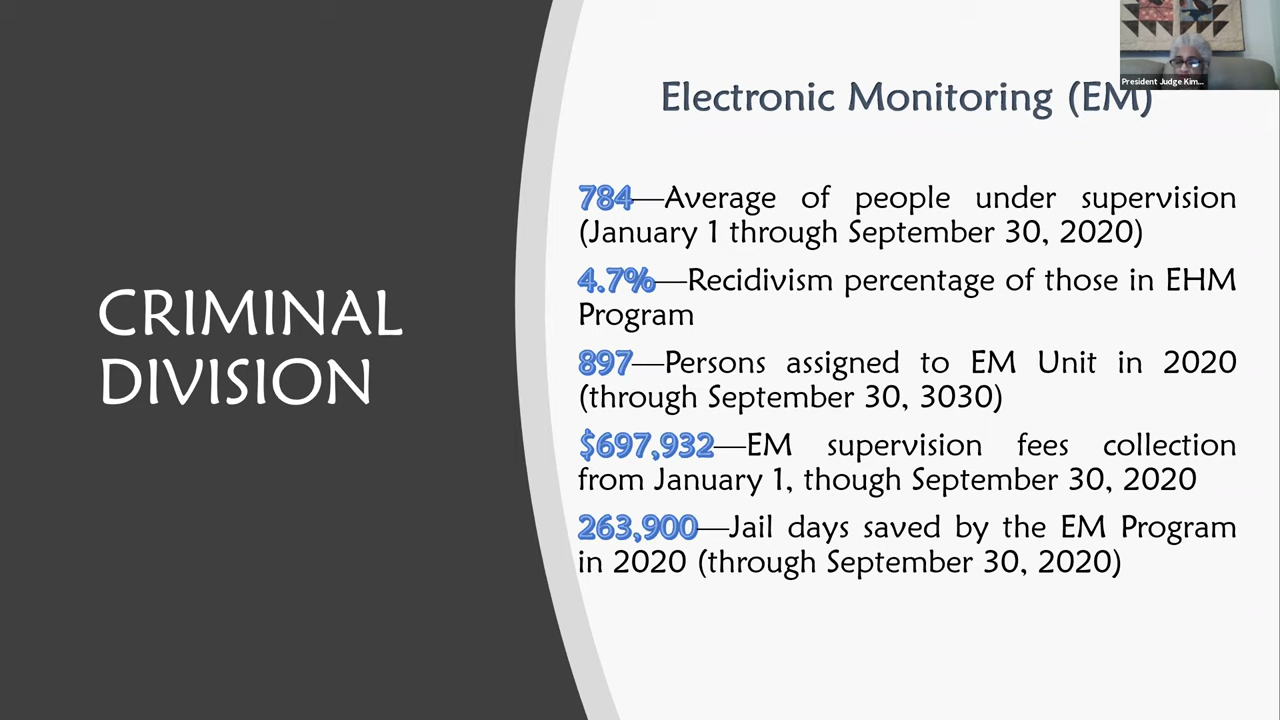 President Judge Kim...
Electronic Monitoring (EM)
CRIMINAL
DIVISION
784—Average of people under supervision
(January 1 through September 30, 2020)
4.7%—Recidivism percentage of those in EHM
Program
897—Persons assigned to EM Unit in 2020
(through September 30, 3030)
$697,932—EM supervision fees collection
from January 1, though September 30, 2020
263,900—Jail days saved by the EM Program
in 2020 (through September 30, 2020)